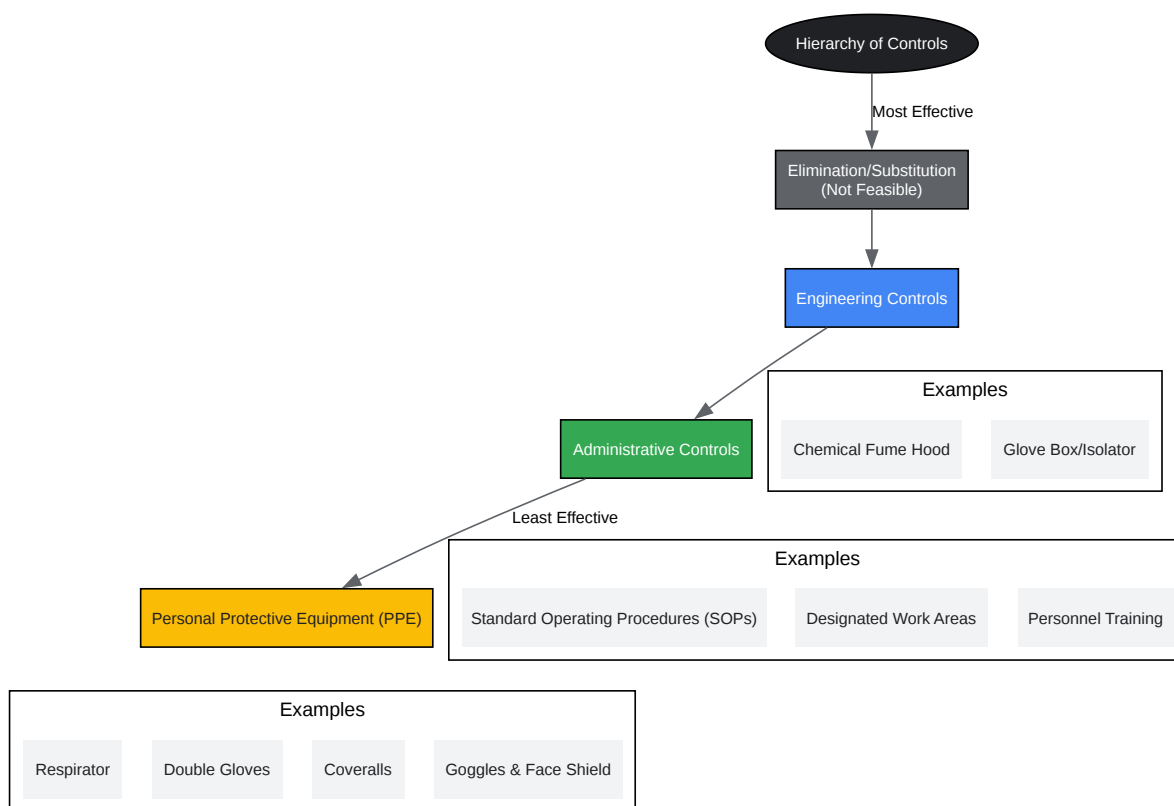 Hierarchy of Controls
Most Effective
Elimination/Substitution
(Not Feasible)
Engineering Controls
Examples
Chemical Fume Hood
Glove Box/Isolator
Administrative Controls
Least Effective
Examples
Standard Operating Procedures (SOPs)
Designated Work Areas
Personnel Training
Personal Protective Equipment (PPE)
Examples
Respirator
Double Gloves
Coveralls
Goggles & Face Shield